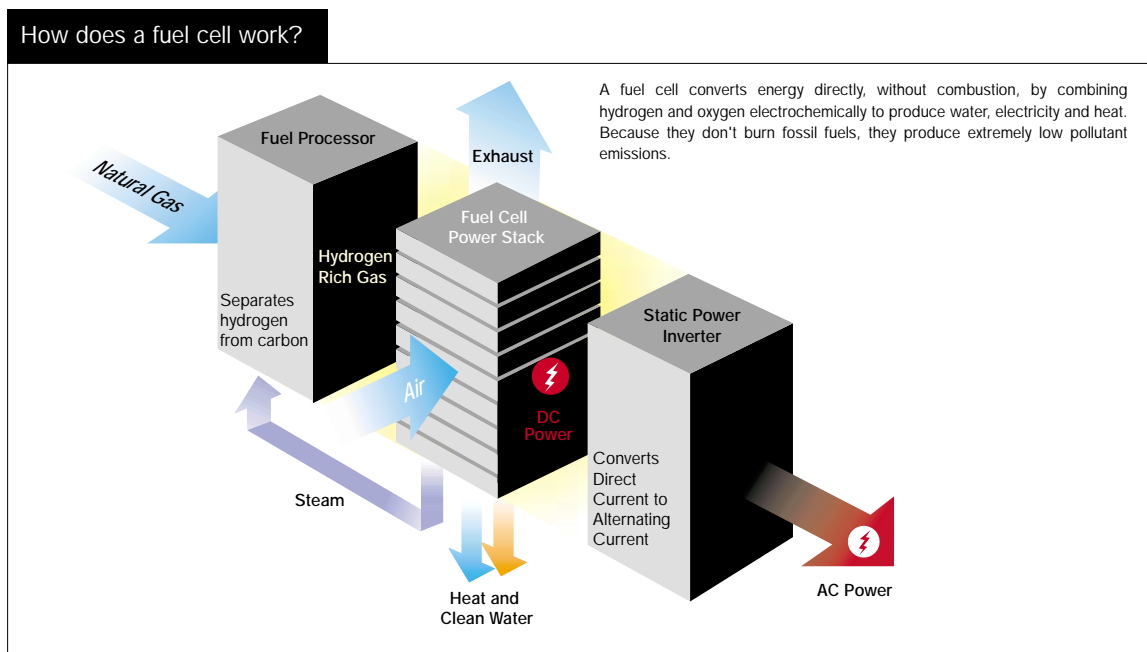 How does a fuel cell work?
A fuel cell converts energy directly, without combustion, by combining
hydrogen and oxygen electrochemically to produce water, electricity and heat.
Because they don't burn fossil fuels, they produce extremely low pollutant
emissions.
Fuel Processor
Natural Gas
Exhaust
Hydrogen
Rich Gas
Separates
hydrogen
from carbon
Fuel Cell
Power Stack
Air
DC
Power
Steam
Heat and
Clean Water
Static Power
Inverter
Converts
Direct
Current to
Alternating
Current
AC Power